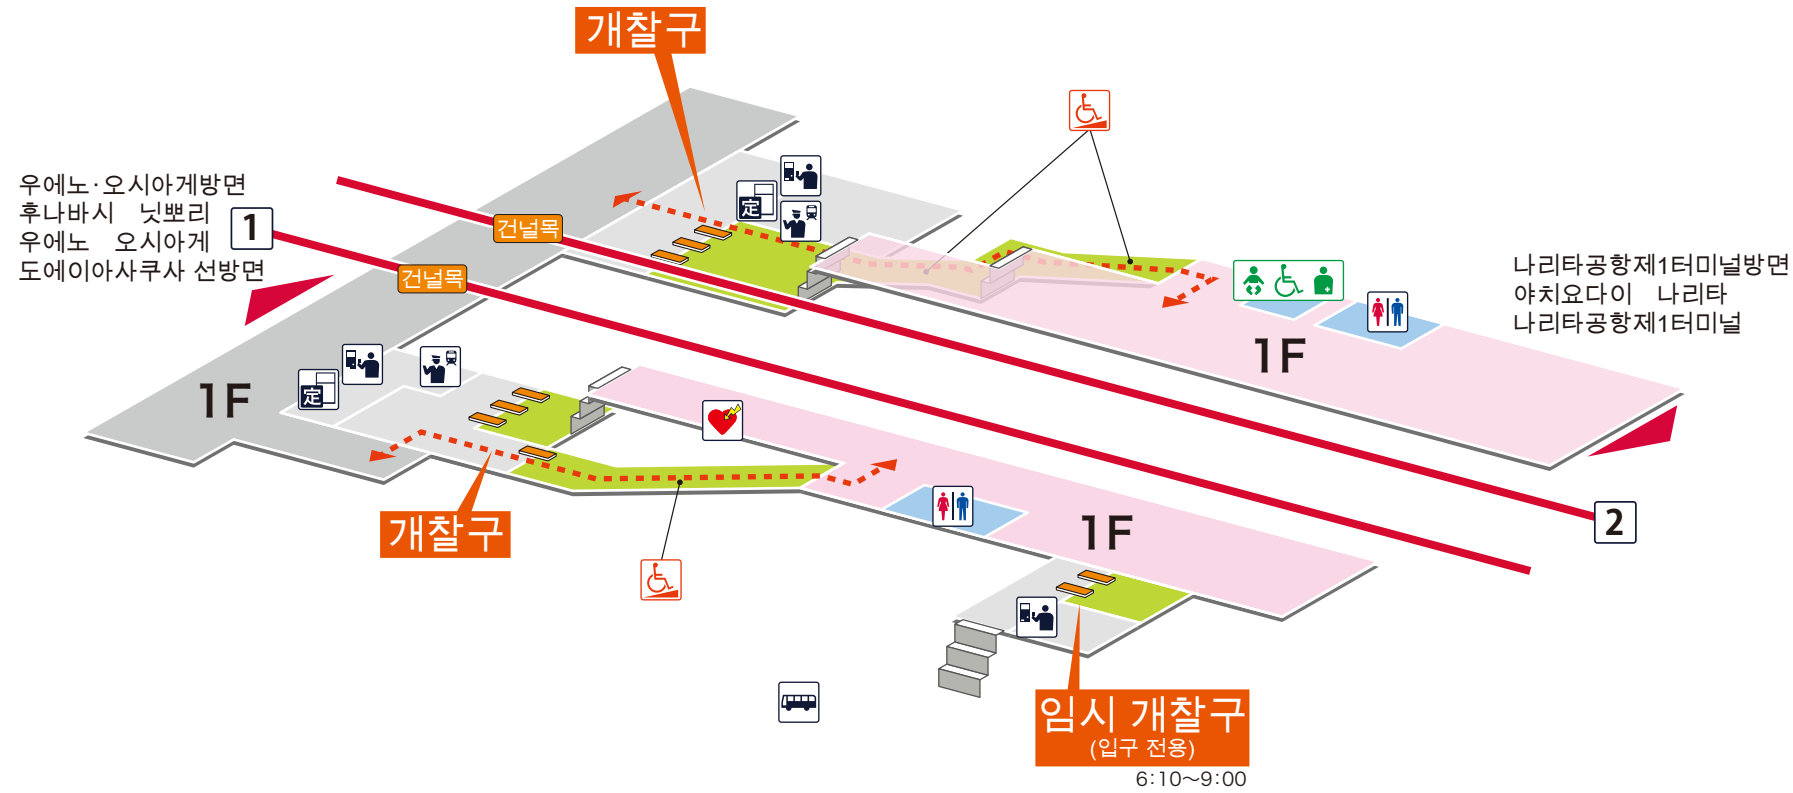 개찰구
우에노·오시아게방면
후나바시 닛뽀리
우에노 오시아게
도에이아사쿠사 선방면
1
건널목
건널목
定
나리타공항제1터미널방면
야치요다이 나리타
나리타공항제1터미널
1F
1F
定
개찰구
1F
2
임시 개찰구
(입구 전용)
6:10～9:00